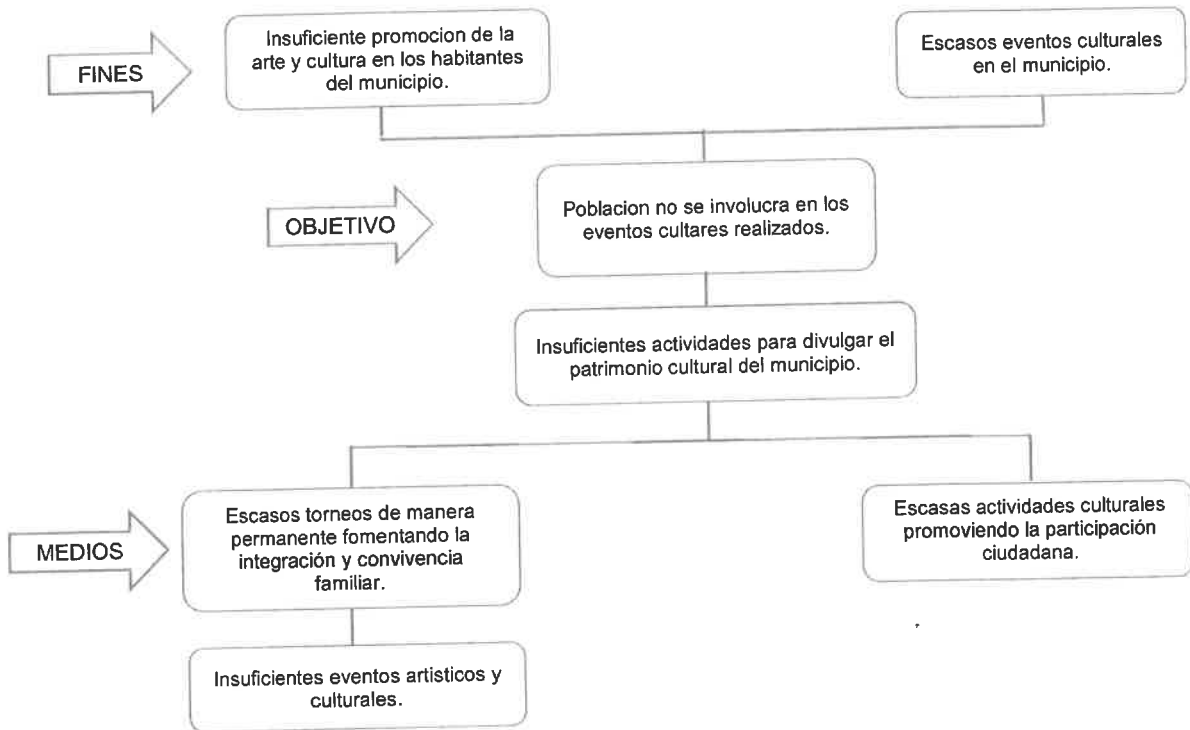 FINES
Insuficiente promocion de la
arte y cultura en los habitantes
del municipio.
Escasos eventos culturales
en el municipio.
OBJETIVO
Poblacion no se involucra en los
eventos cultares realizados.
Insuficientes actividades para divulgar el
patrimonio cultural del municipio.
MEDIOS
Escasos torneos de manera
permanente fomentando la
integración y convivencia
familiar.
Escasas actividades culturales
promoviendo la participación
ciudadana.
Insuficientes eventos artisticos y
culturales.